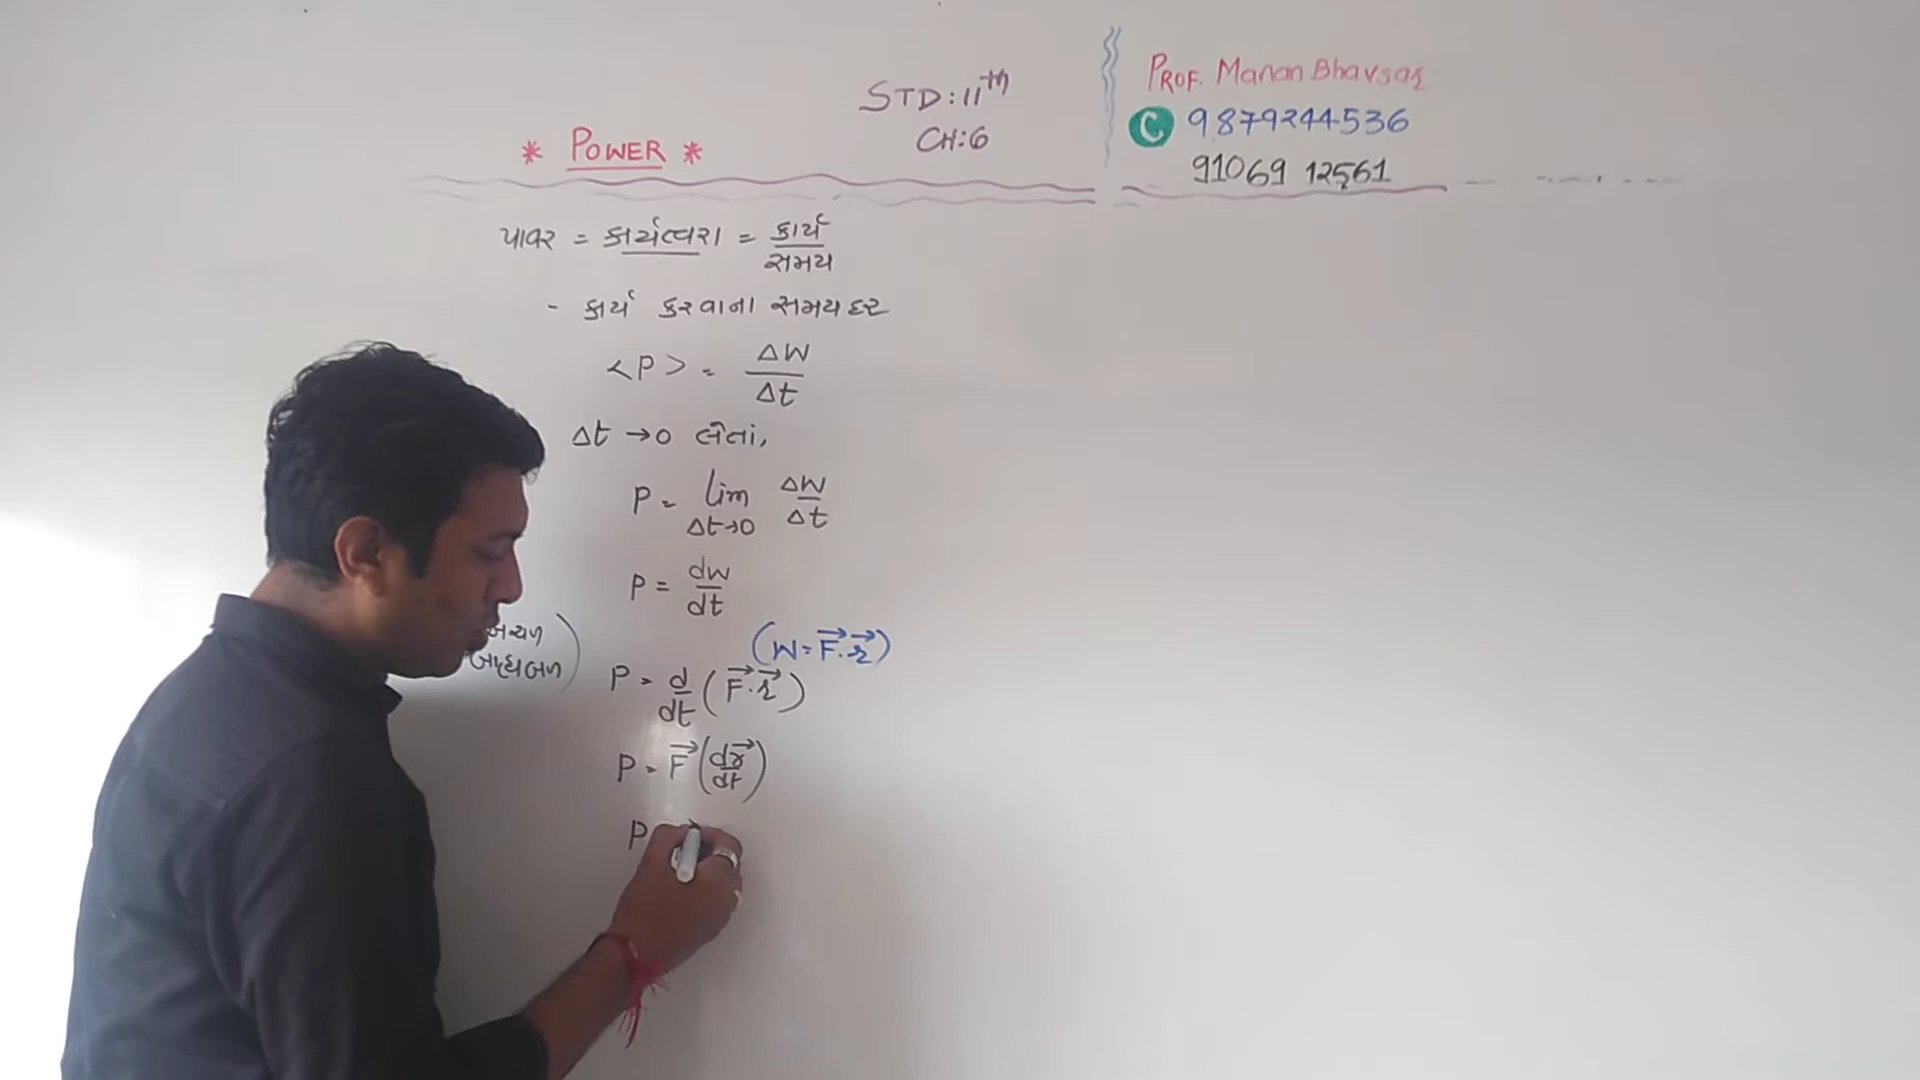 STD:11th
CH:6
* POWER *
PROF. Manan Bhavsar
C 9879244536
91069 12561
પાવર = કાર્યત્વરા = કાર્ય / સમય
- કાર્ય કરવાના સમયદર
<P> = ΔW / Δt
Δt → 0 લેતાં,
P = lim Δt→0 ΔW / Δt
P = dw / dt
અચળ
(W = F⃗·r⃗)
P = d/dt (F⃗·r⃗)
P = F⃗ (dr⃗/dt)
P